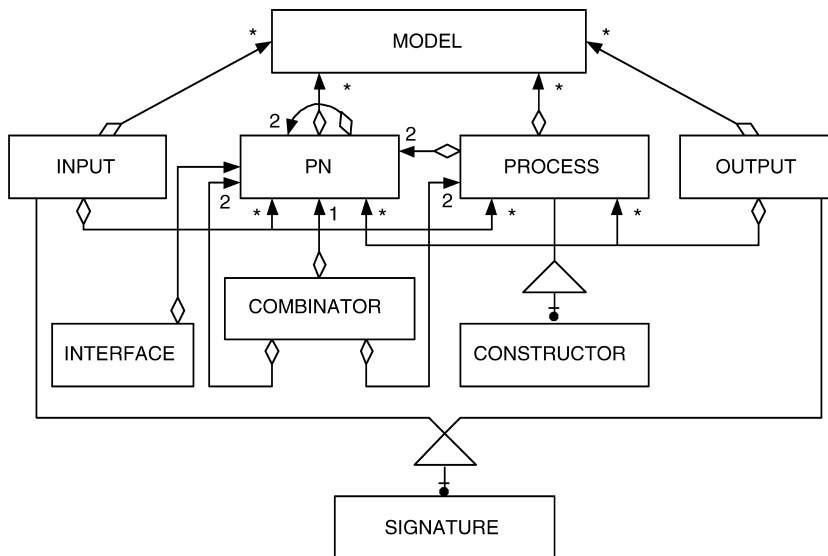 * MODEL *
* *
2
2
INPUT PN PROCESS OUTPUT
2 * 1 * 2 * *
COMBINATOR
INTERFACE CONSTRUCTOR
SIGNATURE